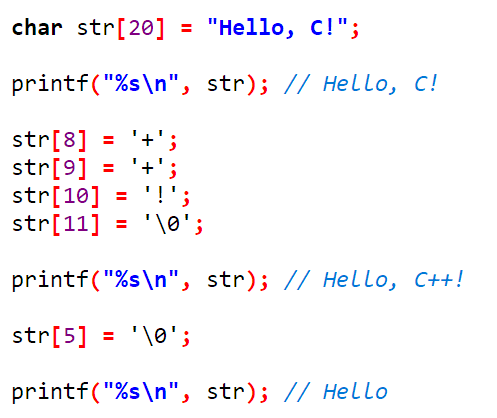 char str[20] = "Hello, C!";
printf("%s\n", str); // Hello, C!
str[8] = '+';
str[9] = '+';
str[10] = '!';
str[11] = '\0';
printf("%s\n", str); // Hello, C++!
str[5] = '\0';
printf("%s\n", str); // Hello